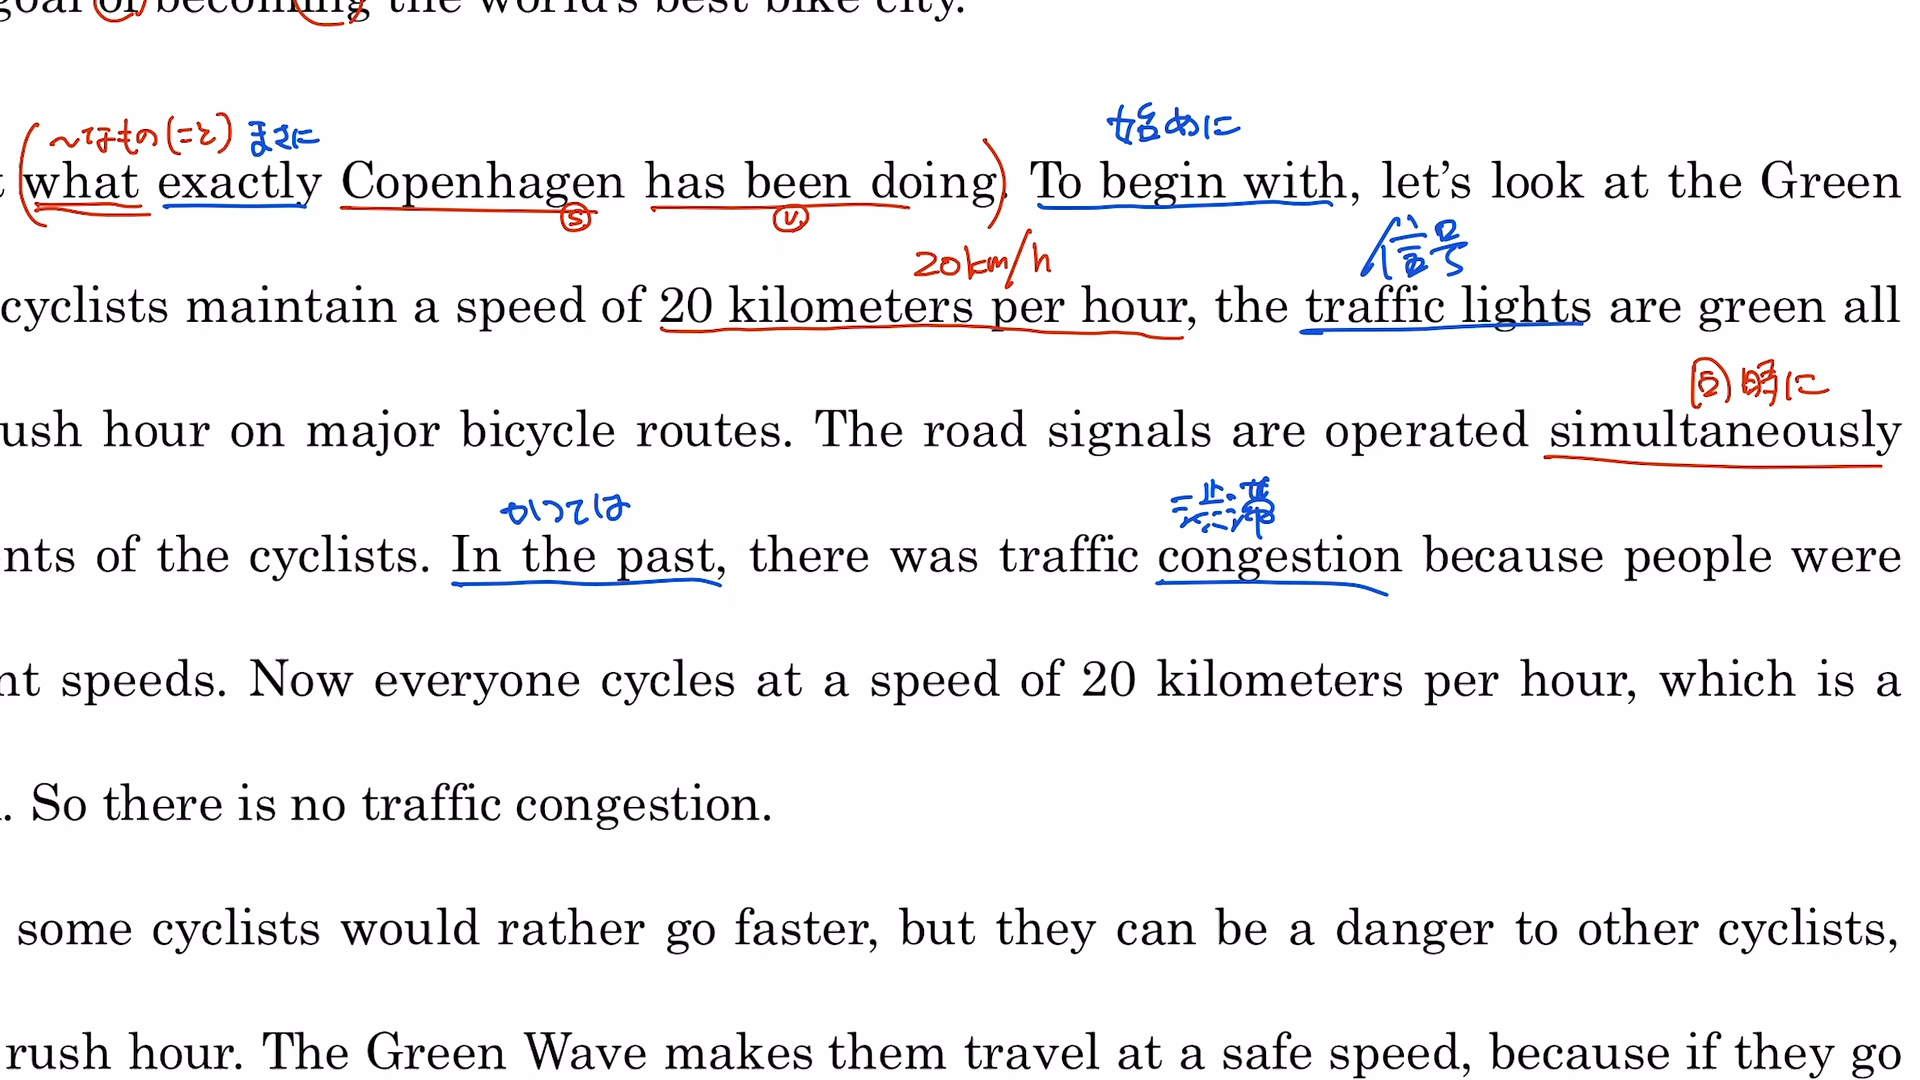 of becoming the world's best bike city.
〜なもの(こと) まさに 始めに
what exactly Copenhagen has been doing). To begin with, let's look at the Green
S V
20km/h 信号
cyclists maintain a speed of 20 kilometers per hour, the traffic lights are green all
同時に
ush hour on major bicycle routes. The road signals are operated simultaneously
かつては 渋滞
nts of the cyclists. In the past, there was traffic congestion because people were
nt speeds. Now everyone cycles at a speed of 20 kilometers per hour, which is a
. So there is no traffic congestion.
some cyclists would rather go faster, but they can be a danger to other cyclists,
rush hour. The Green Wave makes them travel at a safe speed, because if they go